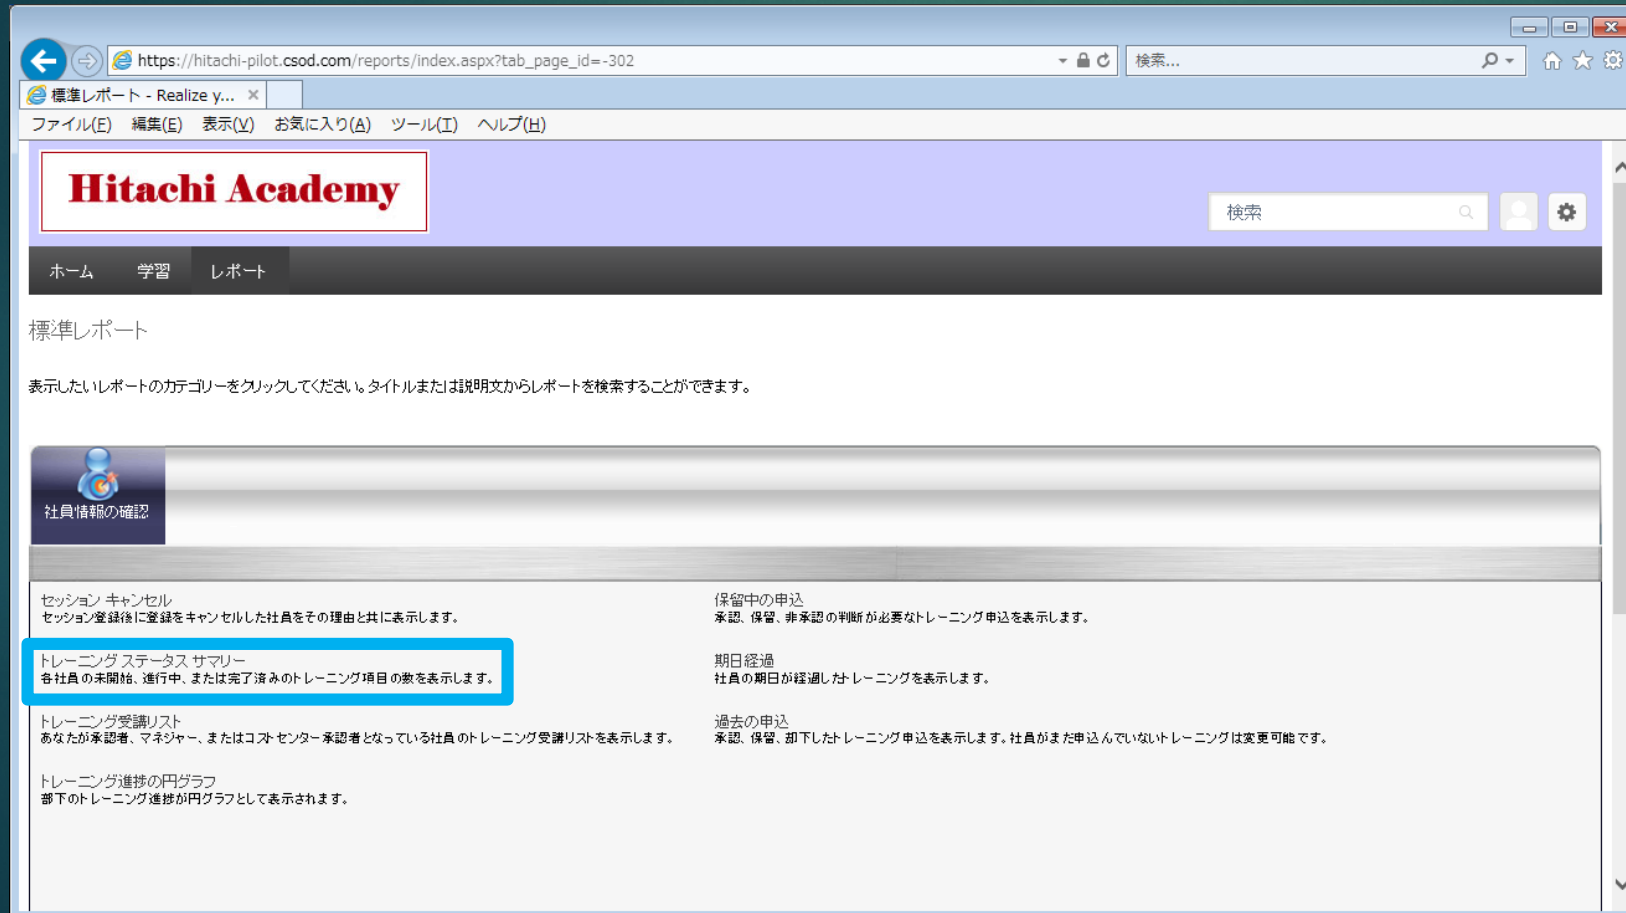 https://hitachi-pilot.csod.com/reports/index.aspx?tab_page_id=-302
検索...
標準レポート - Realize y...
ファイル(F) 編集(E) 表示(V) お気に入り(A) ツール(T) ヘルプ(H)
Hitachi Academy
検索
ホーム 学習 レポート
標準レポート
表示したいレポートのカテゴリーをクリックしてください。タイトルまたは説明文からレポートを検索することができます。
社員情報の確認
セッション キャンセル
セッション登録後に登録をキャンセルした社員をその理由と共に表示します。
保留中の申込
承認、保留、非承認の判断が必要なトレーニング申込を表示します。
トレーニング ステータス サマリー
各社員の未開始、進行中、または完了済みのトレーニング項目の数を表示します。
期日経過
社員の期日が経過したトレーニングを表示します。
トレーニング受講リスト
あなたが承認者、マネジャー、またはコストセンター承認者となっている社員のトレーニング受講リストを表示します。
過去の申込
承認、保留、却下したトレーニング申込を表示します。社員がまだ申込んでいないトレーニングは変更可能です。
トレーニング進捗の円グラフ
部下のトレーニング進捗が円グラフとして表示されます。